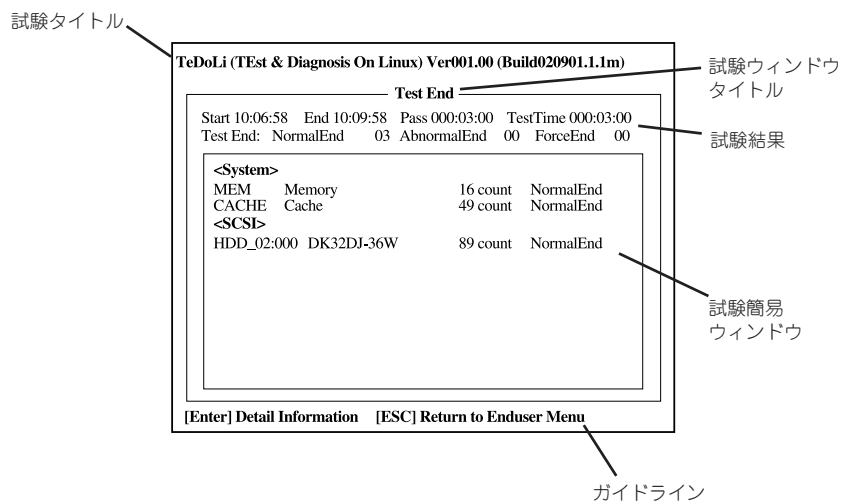 試験タイトル
TeDoLi (TEst & Diagnosis On Linux) Ver001.00 (Build020901.1.1m)
試験ウィンドウ
タイトル
Test End
Start 10:06:58 End 10:09:58 Pass 000:03:00 TestTime 000:03:00
Test End: NormalEnd 03 AbnormalEnd 00 ForceEnd 00
試験結果
<System>
MEM Memory 16 count NormalEnd
CACHE Cache 49 count NormalEnd
<SCSI>
HDD_02:000 DK32DJ-36W 89 count NormalEnd
試験簡易
ウィンドウ
[Enter] Detail Information [ESC] Return to Enduser Menu
ガイドライン